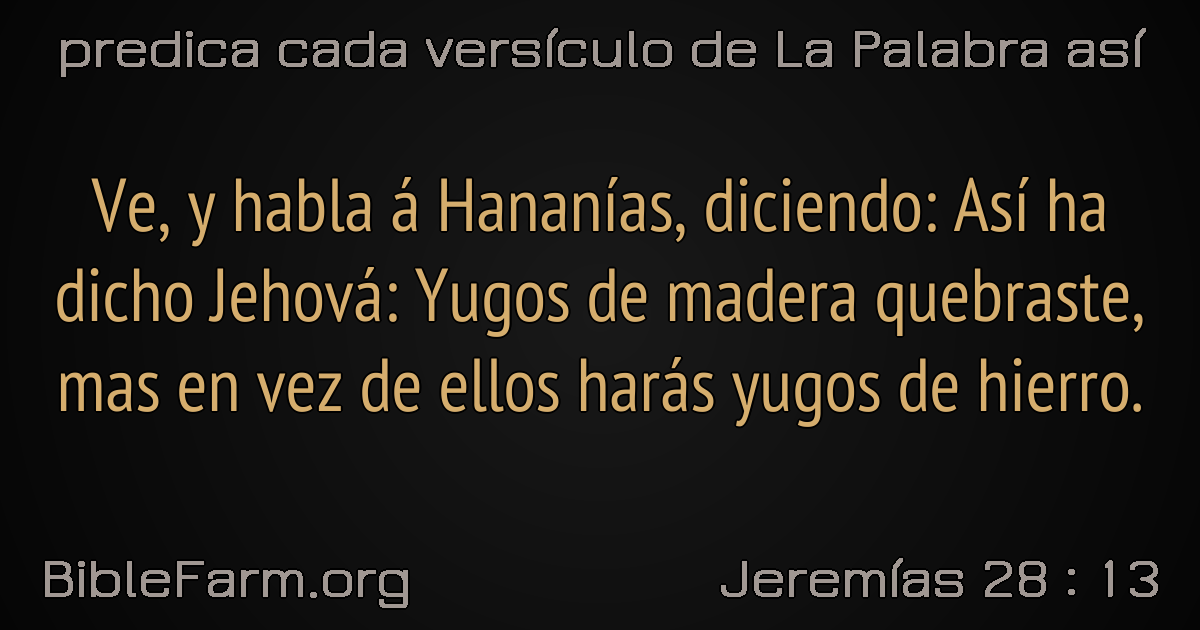 predica cada versículo de La Palabra así
Ve, y habla á Hananías, diciendo: Así ha
dicho Jehová: Yugos de madera quebraste,
mas en vez de ellos harás yugos de hierro.
BibleFarm.org
Jeremías 28 : 13